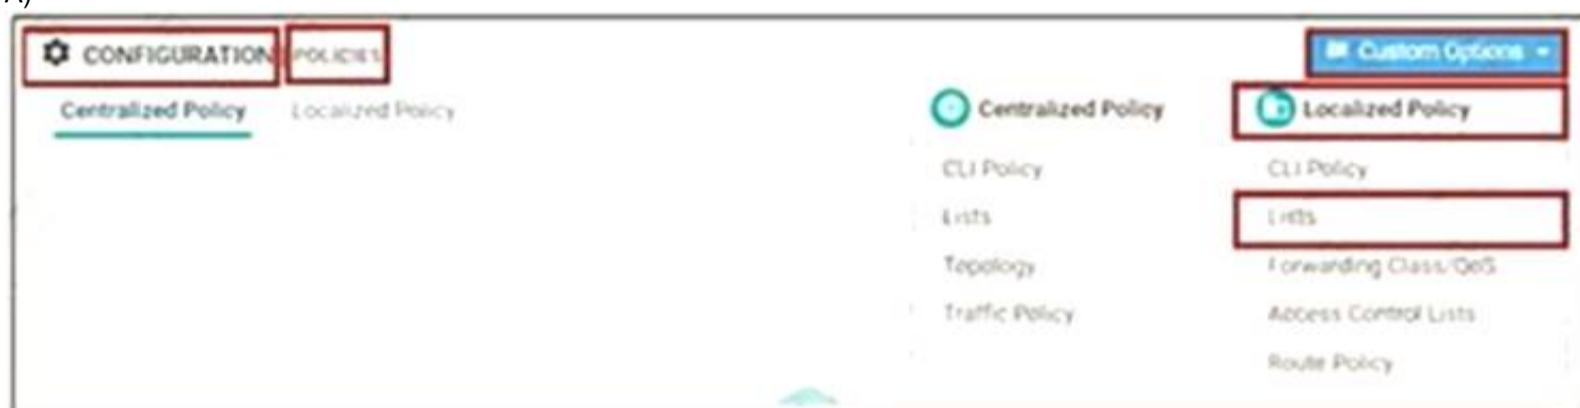 A)
CONFIGURATION POLICIES
Custom Options
Centralized Policy Localized Policy
Centralized Policy
CLI Policy
Lists
Topology
Traffic Policy
Localized Policy
CLI Policy
Lists
Forwarding Class/QoS
Access Control Lists
Route Policy